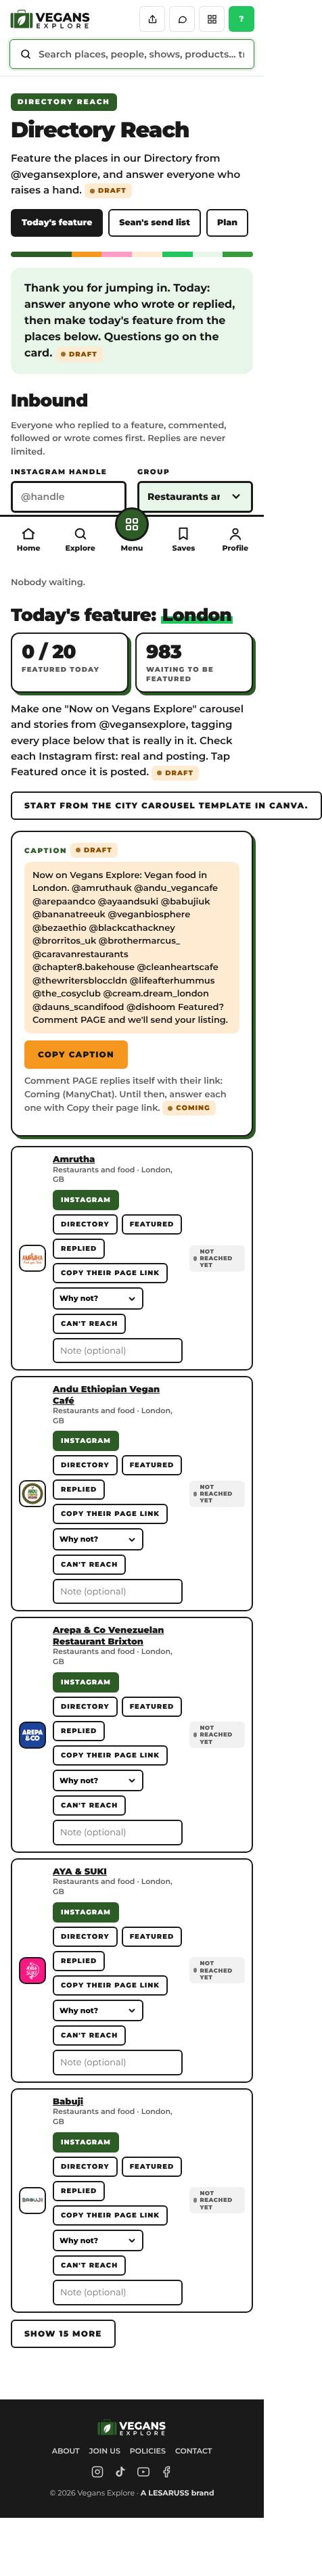 VEGANS
EXPLORE
?
Search places, people, shows, products... tr
DIRECTORY REACH
Directory Reach
Feature the places in our Directory from
@vegansexplore, and answer everyone who
raises a hand. DRAFT
Today's feature
Sean's send list
Plan
Thank you for jumping in. Today:
answer anyone who wrote or replied,
then make today's feature from the
places below. Questions go on the
card. DRAFT
Inbound
Everyone who replied to a feature, commented,
followed or wrote comes first. Replies are never
limited.
INSTAGRAM HANDLE
GROUP
@handle
Restaurants ar
Home
Explore
Menu
Saves
Profile
Nobody waiting.
Today's feature: London
0 / 20
FEATURED TODAY
983
WAITING TO BE
FEATURED
Make one "Now on Vegans Explore" carousel
and stories from @vegansexplore, tagging
every place below that is really in it. Check
each Instagram first: real and posting. Tap
Featured once it is posted. DRAFT
START FROM THE CITY CAROUSEL TEMPLATE IN CANVA.
CAPTION DRAFT
Now on Vegans Explore: Vegan food in
London. @amruthauk @andu_vegancafe
@arepaandco @ayaandsuki @babujiuk
@bananatreeuk @veganbiosphere
@bezaethio @blackcathackney
@brorritos_uk @brothermarcus_
@caravanrestaurants
@chapter8.bakehouse @cleanheartscafe
@thewritersbloccldn @lifeafterhummus
@the_cosyclub @cream.dream_london
@dauns_scandifood @dishoom Featured?
Comment PAGE and we'll send your listing.
COPY CAPTION
Comment PAGE replies itself with their link:
Coming (ManyChat). Until then, answer each
one with Copy their page link. COMING
Amrutha
Restaurants and food · London,
GB
INSTAGRAM
DIRECTORY
FEATURED
REPLIED
COPY THEIR PAGE LINK
Why not?
CAN'T REACH
Note (optional)
NOT
REACHED
YET
Andu Ethiopian Vegan
Café
Restaurants and food · London,
GB
INSTAGRAM
DIRECTORY
FEATURED
REPLIED
COPY THEIR PAGE LINK
Why not?
CAN'T REACH
Note (optional)
NOT
REACHED
YET
AREPA
&CO
Arepa & Co Venezuelan
Restaurant Brixton
Restaurants and food · London,
GB
INSTAGRAM
DIRECTORY
FEATURED
REPLIED
COPY THEIR PAGE LINK
Why not?
CAN'T REACH
Note (optional)
NOT
REACHED
YET
AYA & SUKI
Restaurants and food · London,
GB
INSTAGRAM
DIRECTORY
FEATURED
REPLIED
COPY THEIR PAGE LINK
Why not?
CAN'T REACH
Note (optional)
NOT
REACHED
YET
Babuji
Restaurants and food · London,
GB
INSTAGRAM
DIRECTORY
FEATURED
REPLIED
COPY THEIR PAGE LINK
Why not?
CAN'T REACH
Note (optional)
NOT
REACHED
YET
SHOW 15 MORE
VEGANS
EXPLORE
ABOUT
JOIN US
POLICIES
CONTACT
© 2026 Vegans Explore · A LESARUSS brand